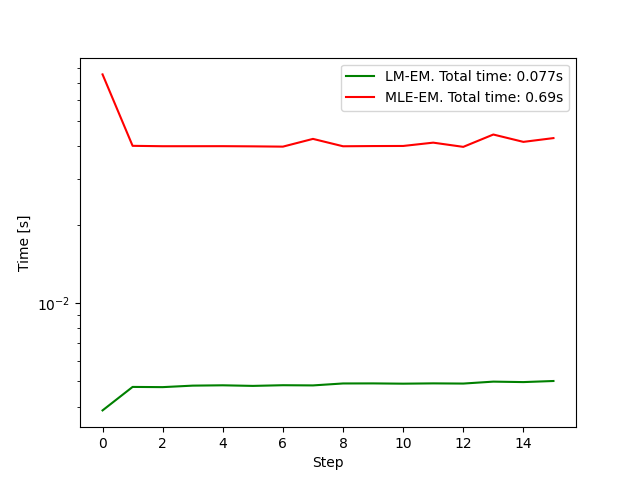 LM-EM. Total time: 0.077s
MLE-EM. Total time: 0.69s
Time [s]
10⁻²
0 2 4 6 8 10 12 14
Step